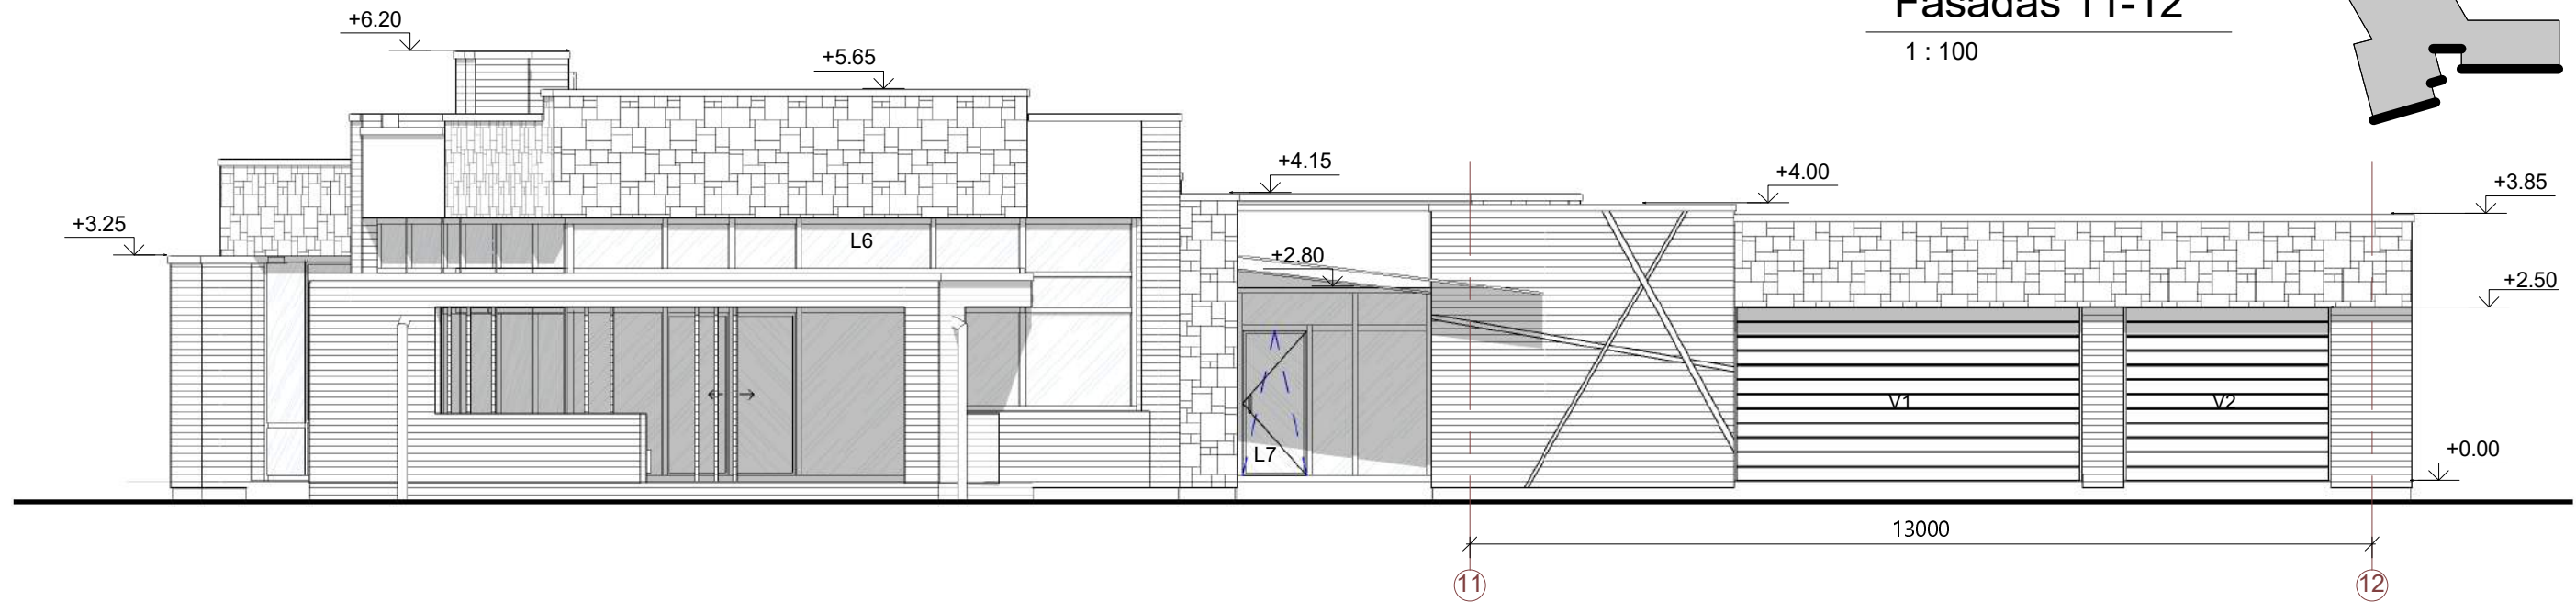 Fasadas 11-12
1 : 100
+6.20
+5.65
+4.15
+4.00
+3.85
+3.25
L6
+2.80
+2.50
V1
V2
L7
+0.00
13000
11
12